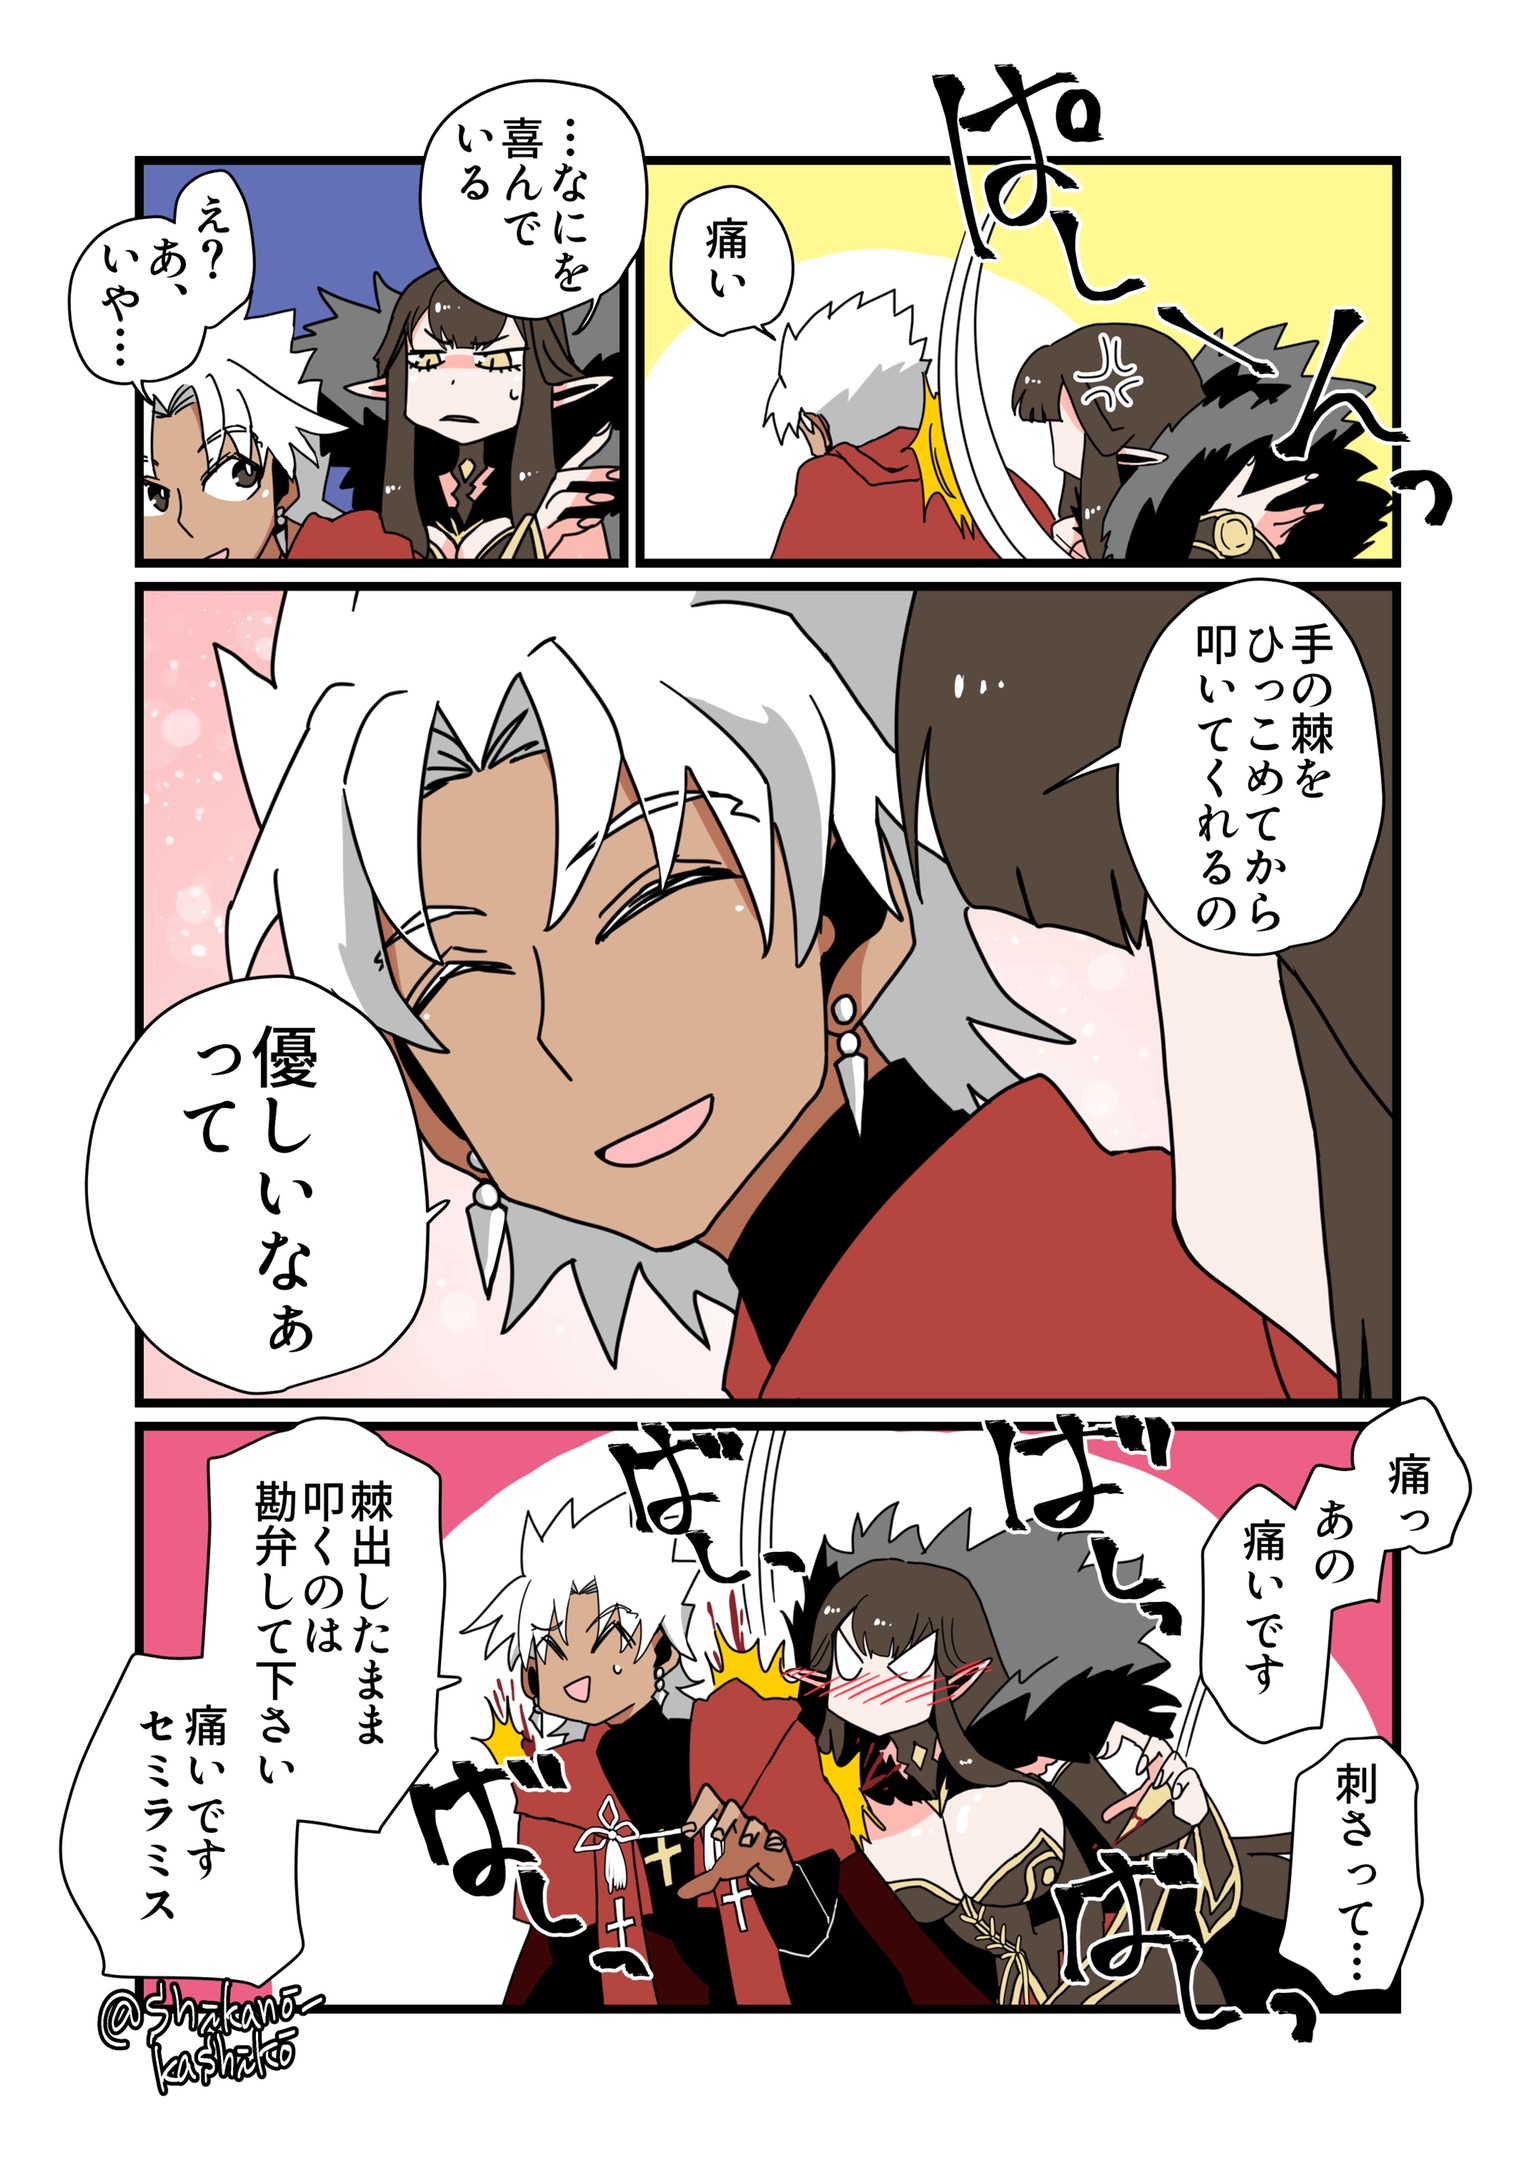 ぱしーんっ
痛い
…なにを
喜んで
いる
え?
あ、
いや…
手の棘を
ひっこめてから
叩いてくれるの
優しいなぁ
って
痛っ
あの
痛いです
ばしっ
ばしっ
刺さって…
ばしっ
ばしっ
棘出したまま
叩くのは
勘弁して下さい
痛いです
セミラミス
@shakano-
kashiko